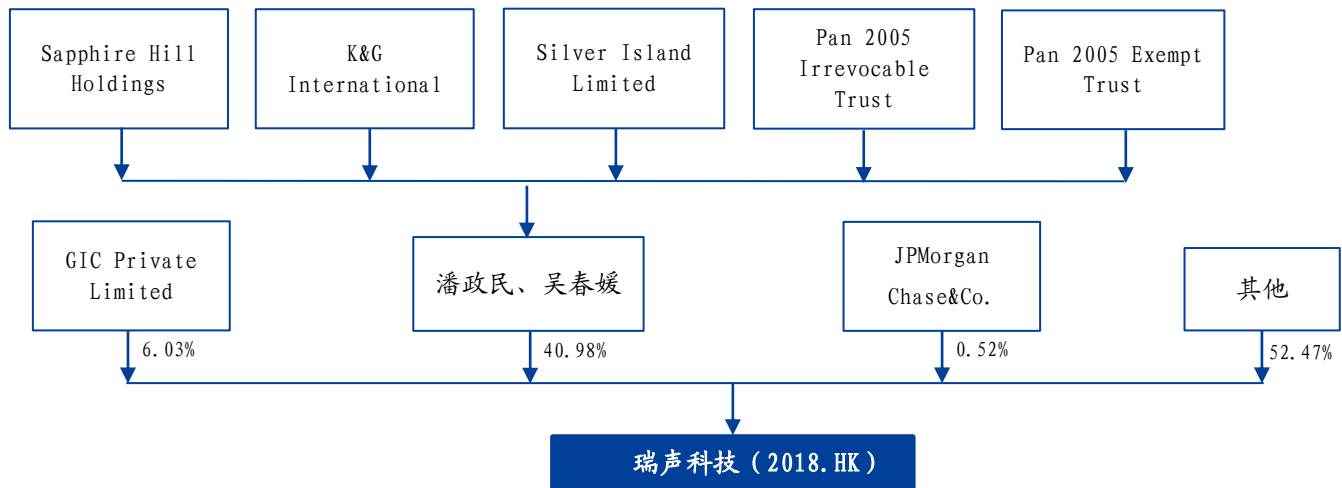 Sapphire Hill
Holdings
K&G
International
Silver Island
Limited
Pan 2005
Irrevocable
Trust
Pan 2005 Exempt
Trust
GIC Private
Limited
潘政民、吴春媛
JPMorgan
Chase&Co.
其他
6.03%
40.98%
0.52%
52.47%
瑞声科技（2018.HK）